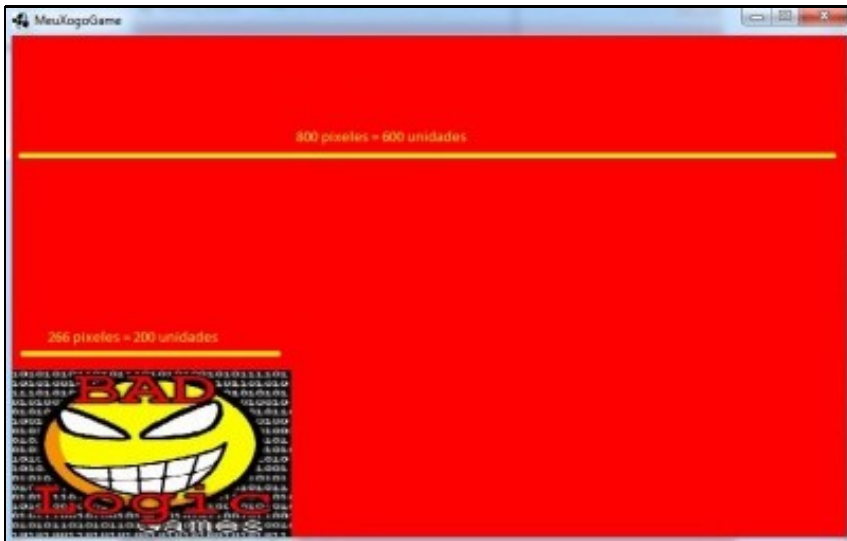 MeuXogoGame
800 pixeles = 600 unidades
266 pixeles = 200 unidades
BAD
Logic
Games